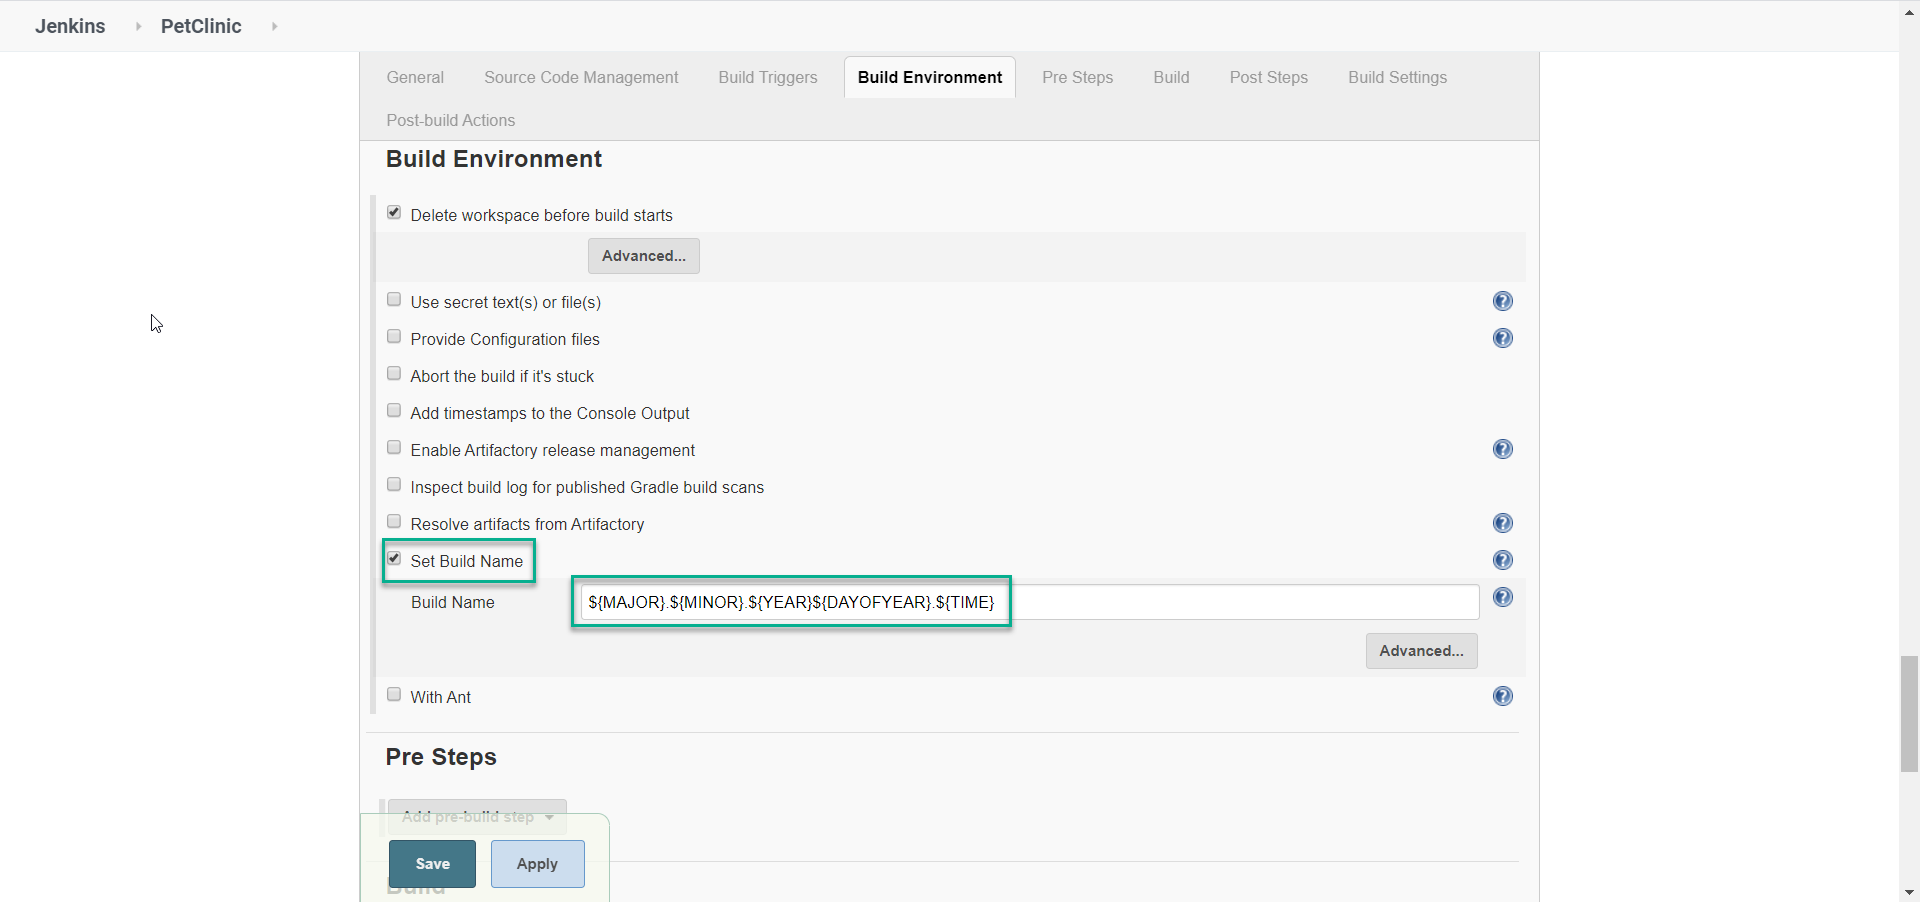 Jenkins PetClinic
General Source Code Management Build Triggers Build Environment Pre Steps Build Post Steps Build Settings
Post-build Actions
Build Environment
Delete workspace before build starts
Advanced...
Use secret text(s) or file(s)
Provide Configuration files
Abort the build if it's stuck
Add timestamps to the Console Output
Enable Artifactory release management
Inspect build log for published Gradle build scans
Resolve artifacts from Artifactory
Set Build Name
Build Name ${MAJOR}.${MINOR}.${YEAR}${DAYOFYEAR}.${TIME}
Advanced...
With Ant
Pre Steps
Add pre-build step
Save Apply
Build